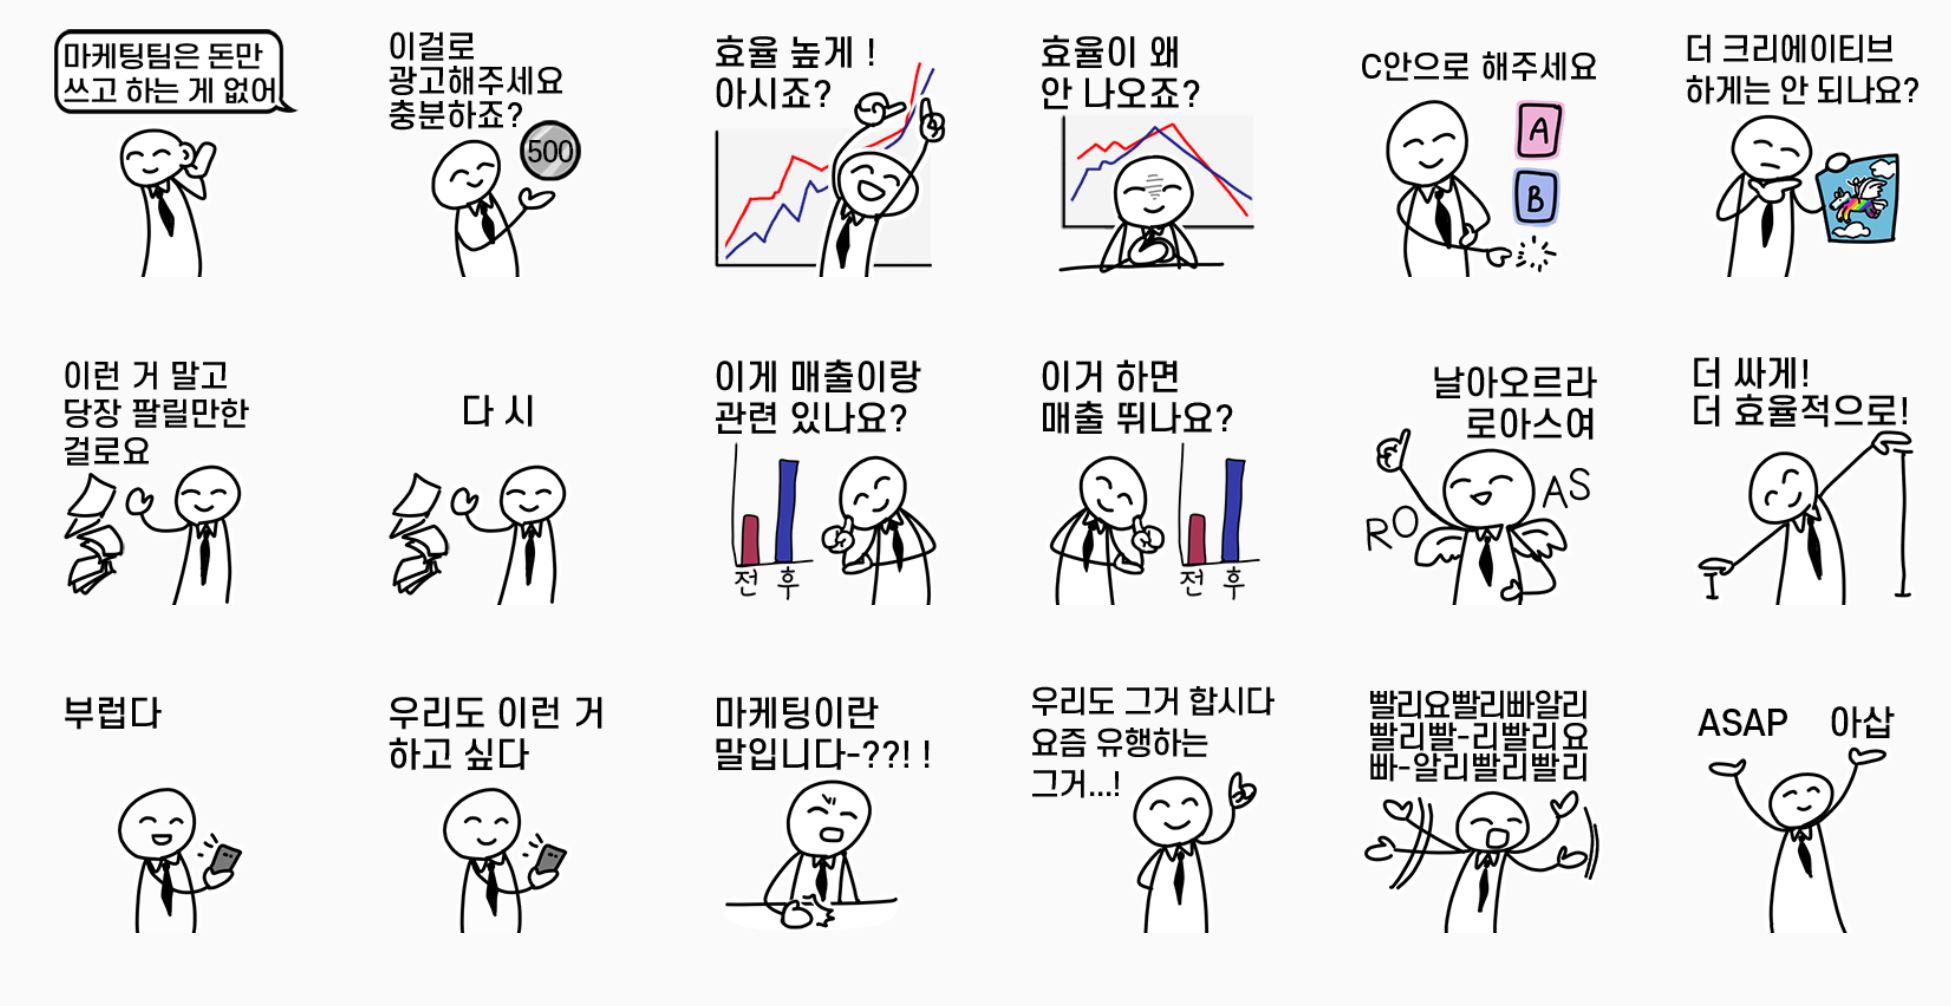 마케팅팀은 돈만
쓰고 하는 게 없어
이걸로
광고해주세요
충분하죠?
500
효율 높게 !
아시죠?
효율이 왜
안 나오죠?
C안으로 해주세요
A
B
더 크리에이티브
하게는 안 되나요?
이런 거 말고
당장 팔릴만한
걸로요
다 시
이게 매출이랑
관련 있나요?
전 후
이거 하면
매출 뛰나요?
전 후
날아오르라
로아스여
RO AS
더 싸게!
더 효율적으로!
부럽다
우리도 이런 거
하고 싶다
마케팅이란
말입니다-??! !
우리도 그거 합시다
요즘 유행하는
그거...!
빨리요빨리빠알리
빨리빨-리빨리요
빠-알리빨리빨리
ASAP 아삽